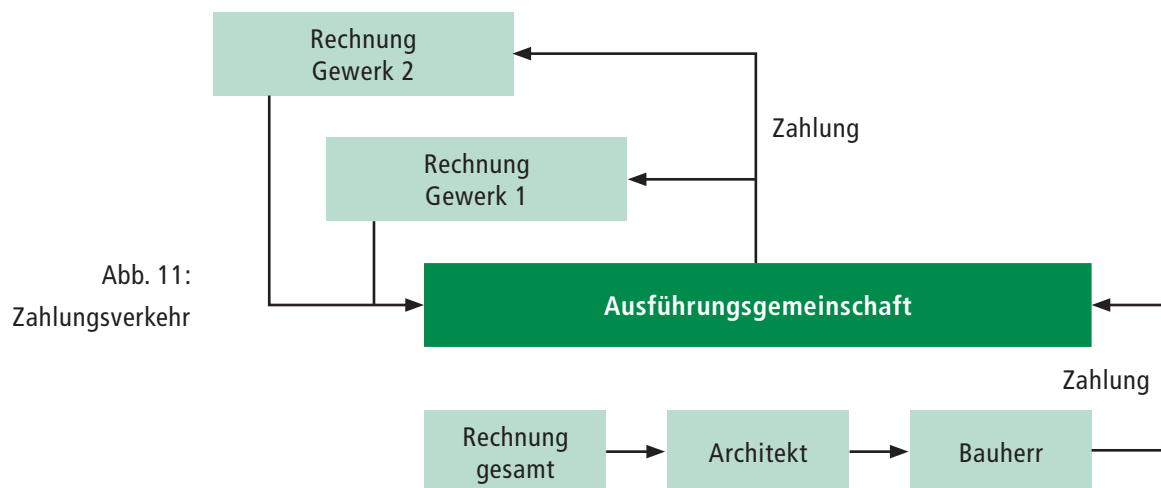 Rechnung
Gewerk 2
Zahlung
Rechnung
Gewerk 1
Abb. 11:
Zahlungsverkehr
Ausführungsgemeinschaft
Zahlung
Rechnung
gesamt
Architekt
Bauherr